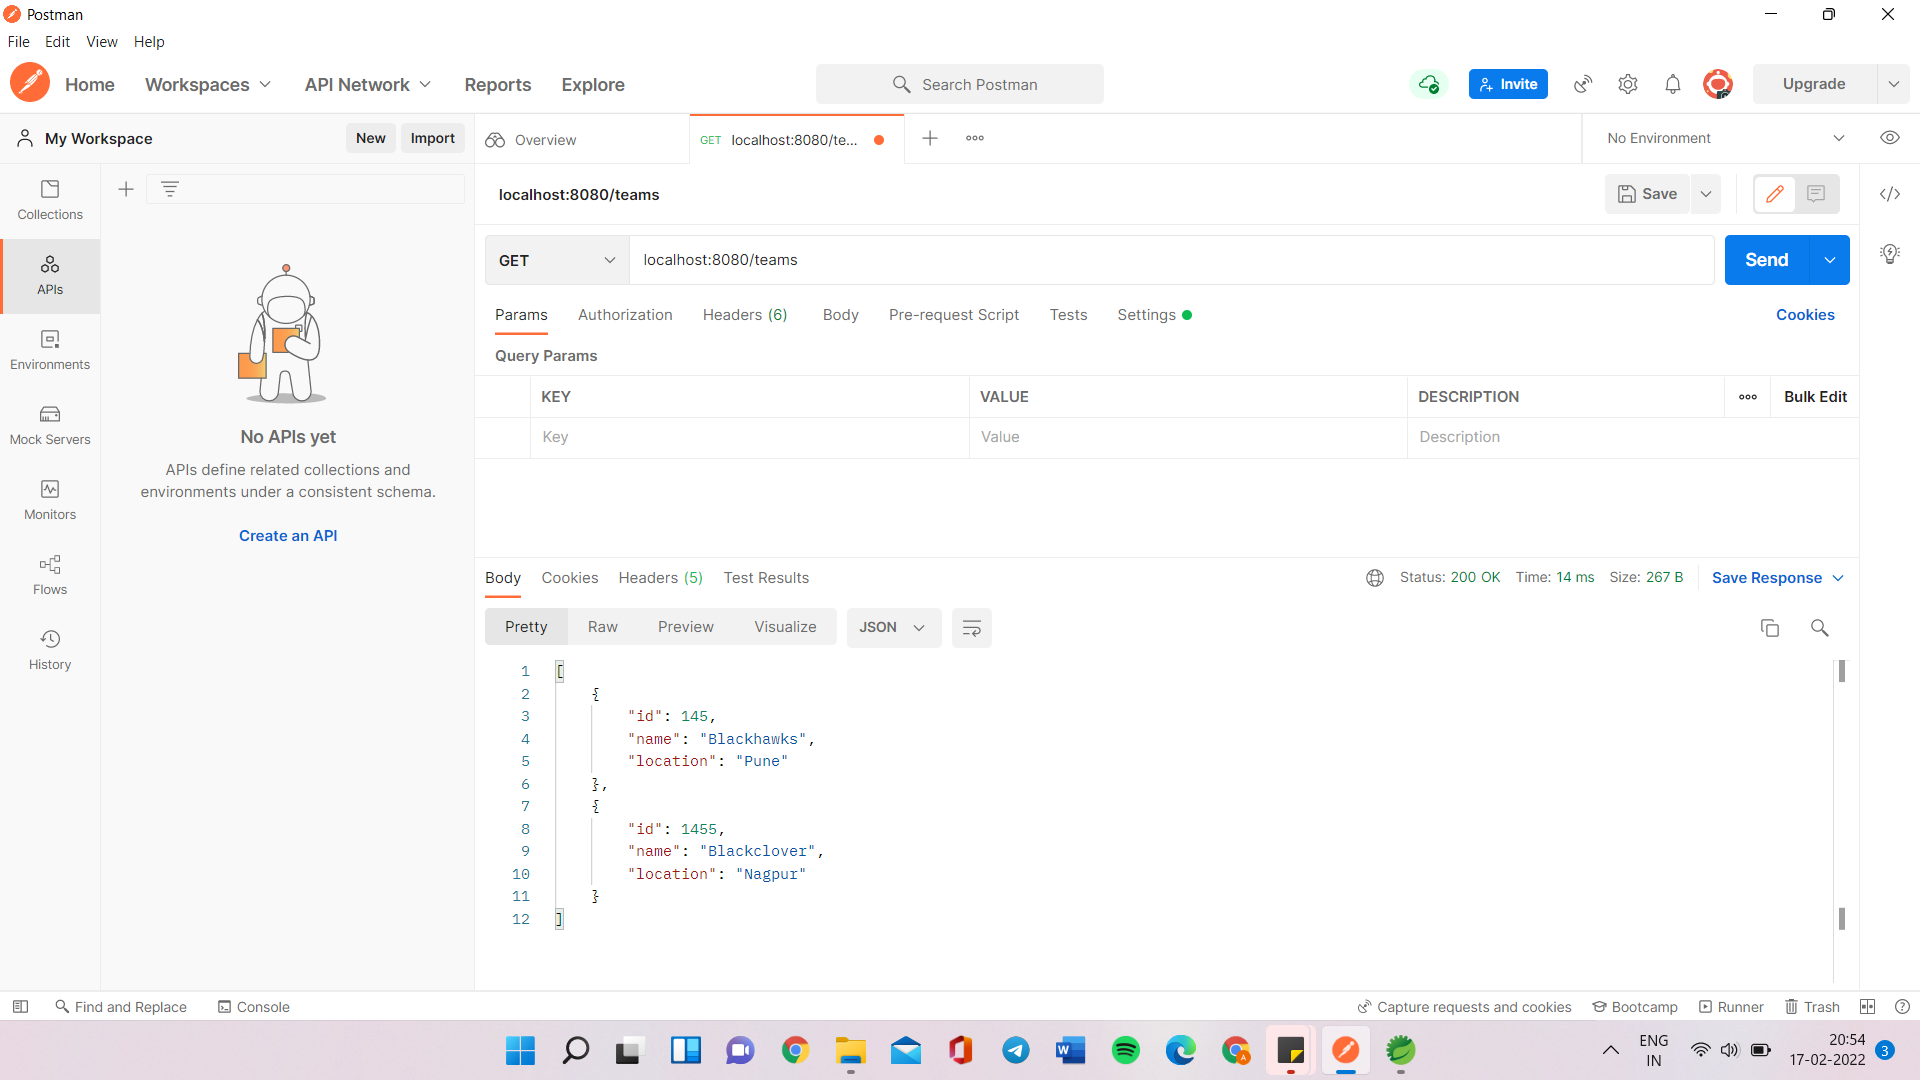 Postman
File Edit View Help
Home Workspaces API Network Reports Explore Search Postman Invite Upgrade
My Workspace New Import Overview GET localhost:8080/te... No Environment
localhost:8080/teams Save
Collections
GET localhost:8080/teams Send
APIs
Params Authorization Headers (6) Body Pre-request Script Tests Settings Cookies
Environments
Query Params
KEY VALUE DESCRIPTION Bulk Edit
Key Value Description
Mock Servers
No APIs yet
APIs define related collections and
environments under a consistent schema.
Create an API
Monitors
Flows
History
Body Cookies Headers (5) Test Results Status: 200 OK Time: 14 ms Size: 267 B Save Response
Pretty Raw Preview Visualize JSON
1 [
2 {
3 "id": 145,
4 "name": "Blackhawks",
5 "location": "Pune"
6 },
7 {
8 "id": 1455,
9 "name": "Blackclover",
10 "location": "Nagpur"
11 }
12 ]
Find and Replace Console Capture requests and cookies Bootcamp Runner Trash
ENG 20:54
IN 17-02-2022 3